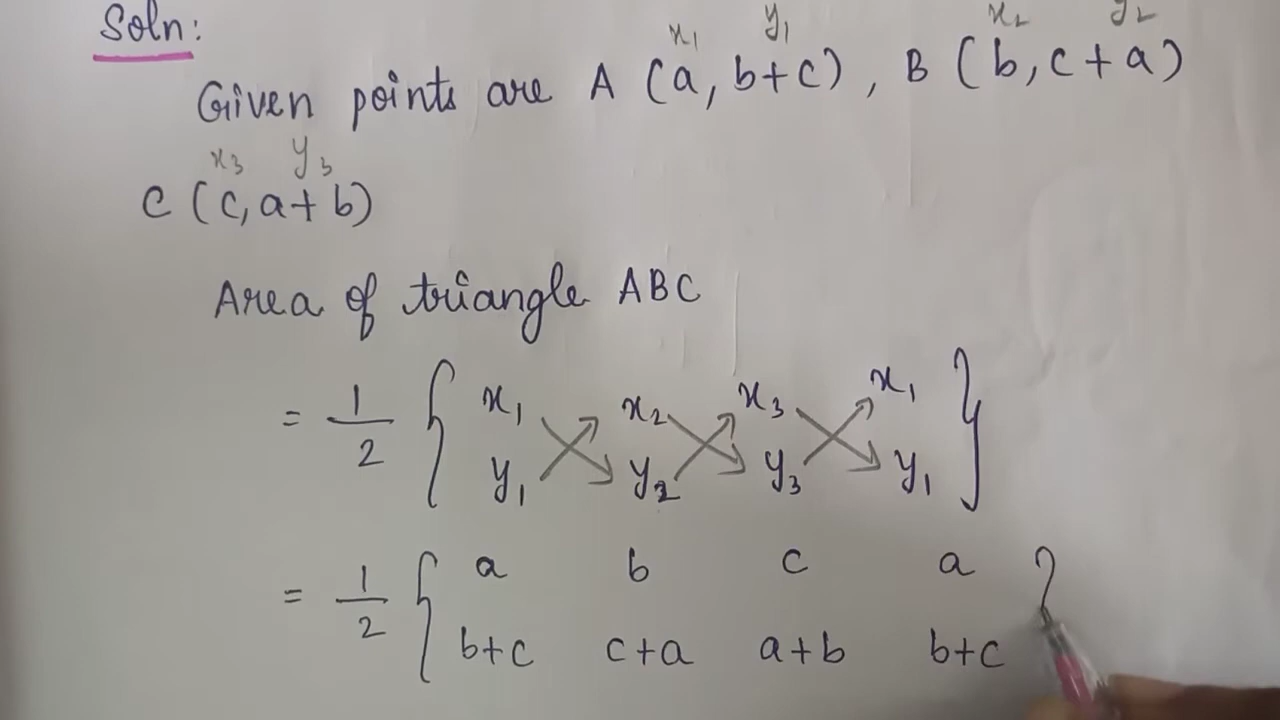 Soln:
x₁ y₁ x₂ y₂
Given points are A (a, b+c), B (b, c+a)
x₃ y₃
C (c, a+b)
Area of triangle ABC
= 1/2 { x₁ x₂ x₃ x₁
y₁ y₂ y₃ y₁ }
= 1/2 { a b c a
b+c c+a a+b b+c }